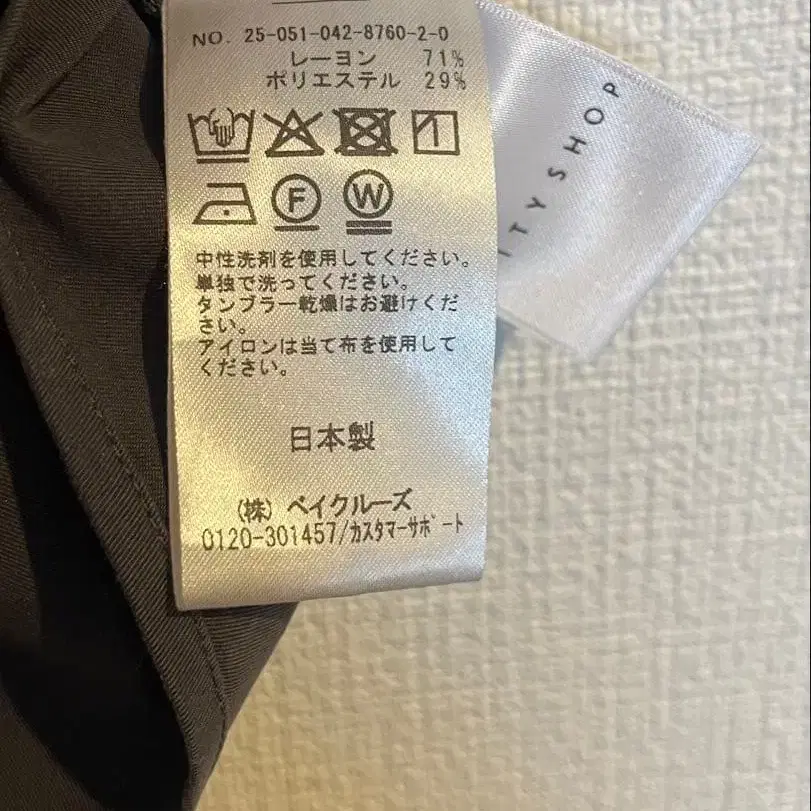 NO. 25-051-042-8760-2-0
レーヨン 71%
ポリエステル 29%
F W
中性洗剤を使用してください。
単独で洗ってください。
タンブラー乾燥はお避けくだ
さい。
アイロンは当て布を使用して
ください。
日本製
(株) ベイクルーズ
0120-301457/カスタマーサポート
ITY SHOP